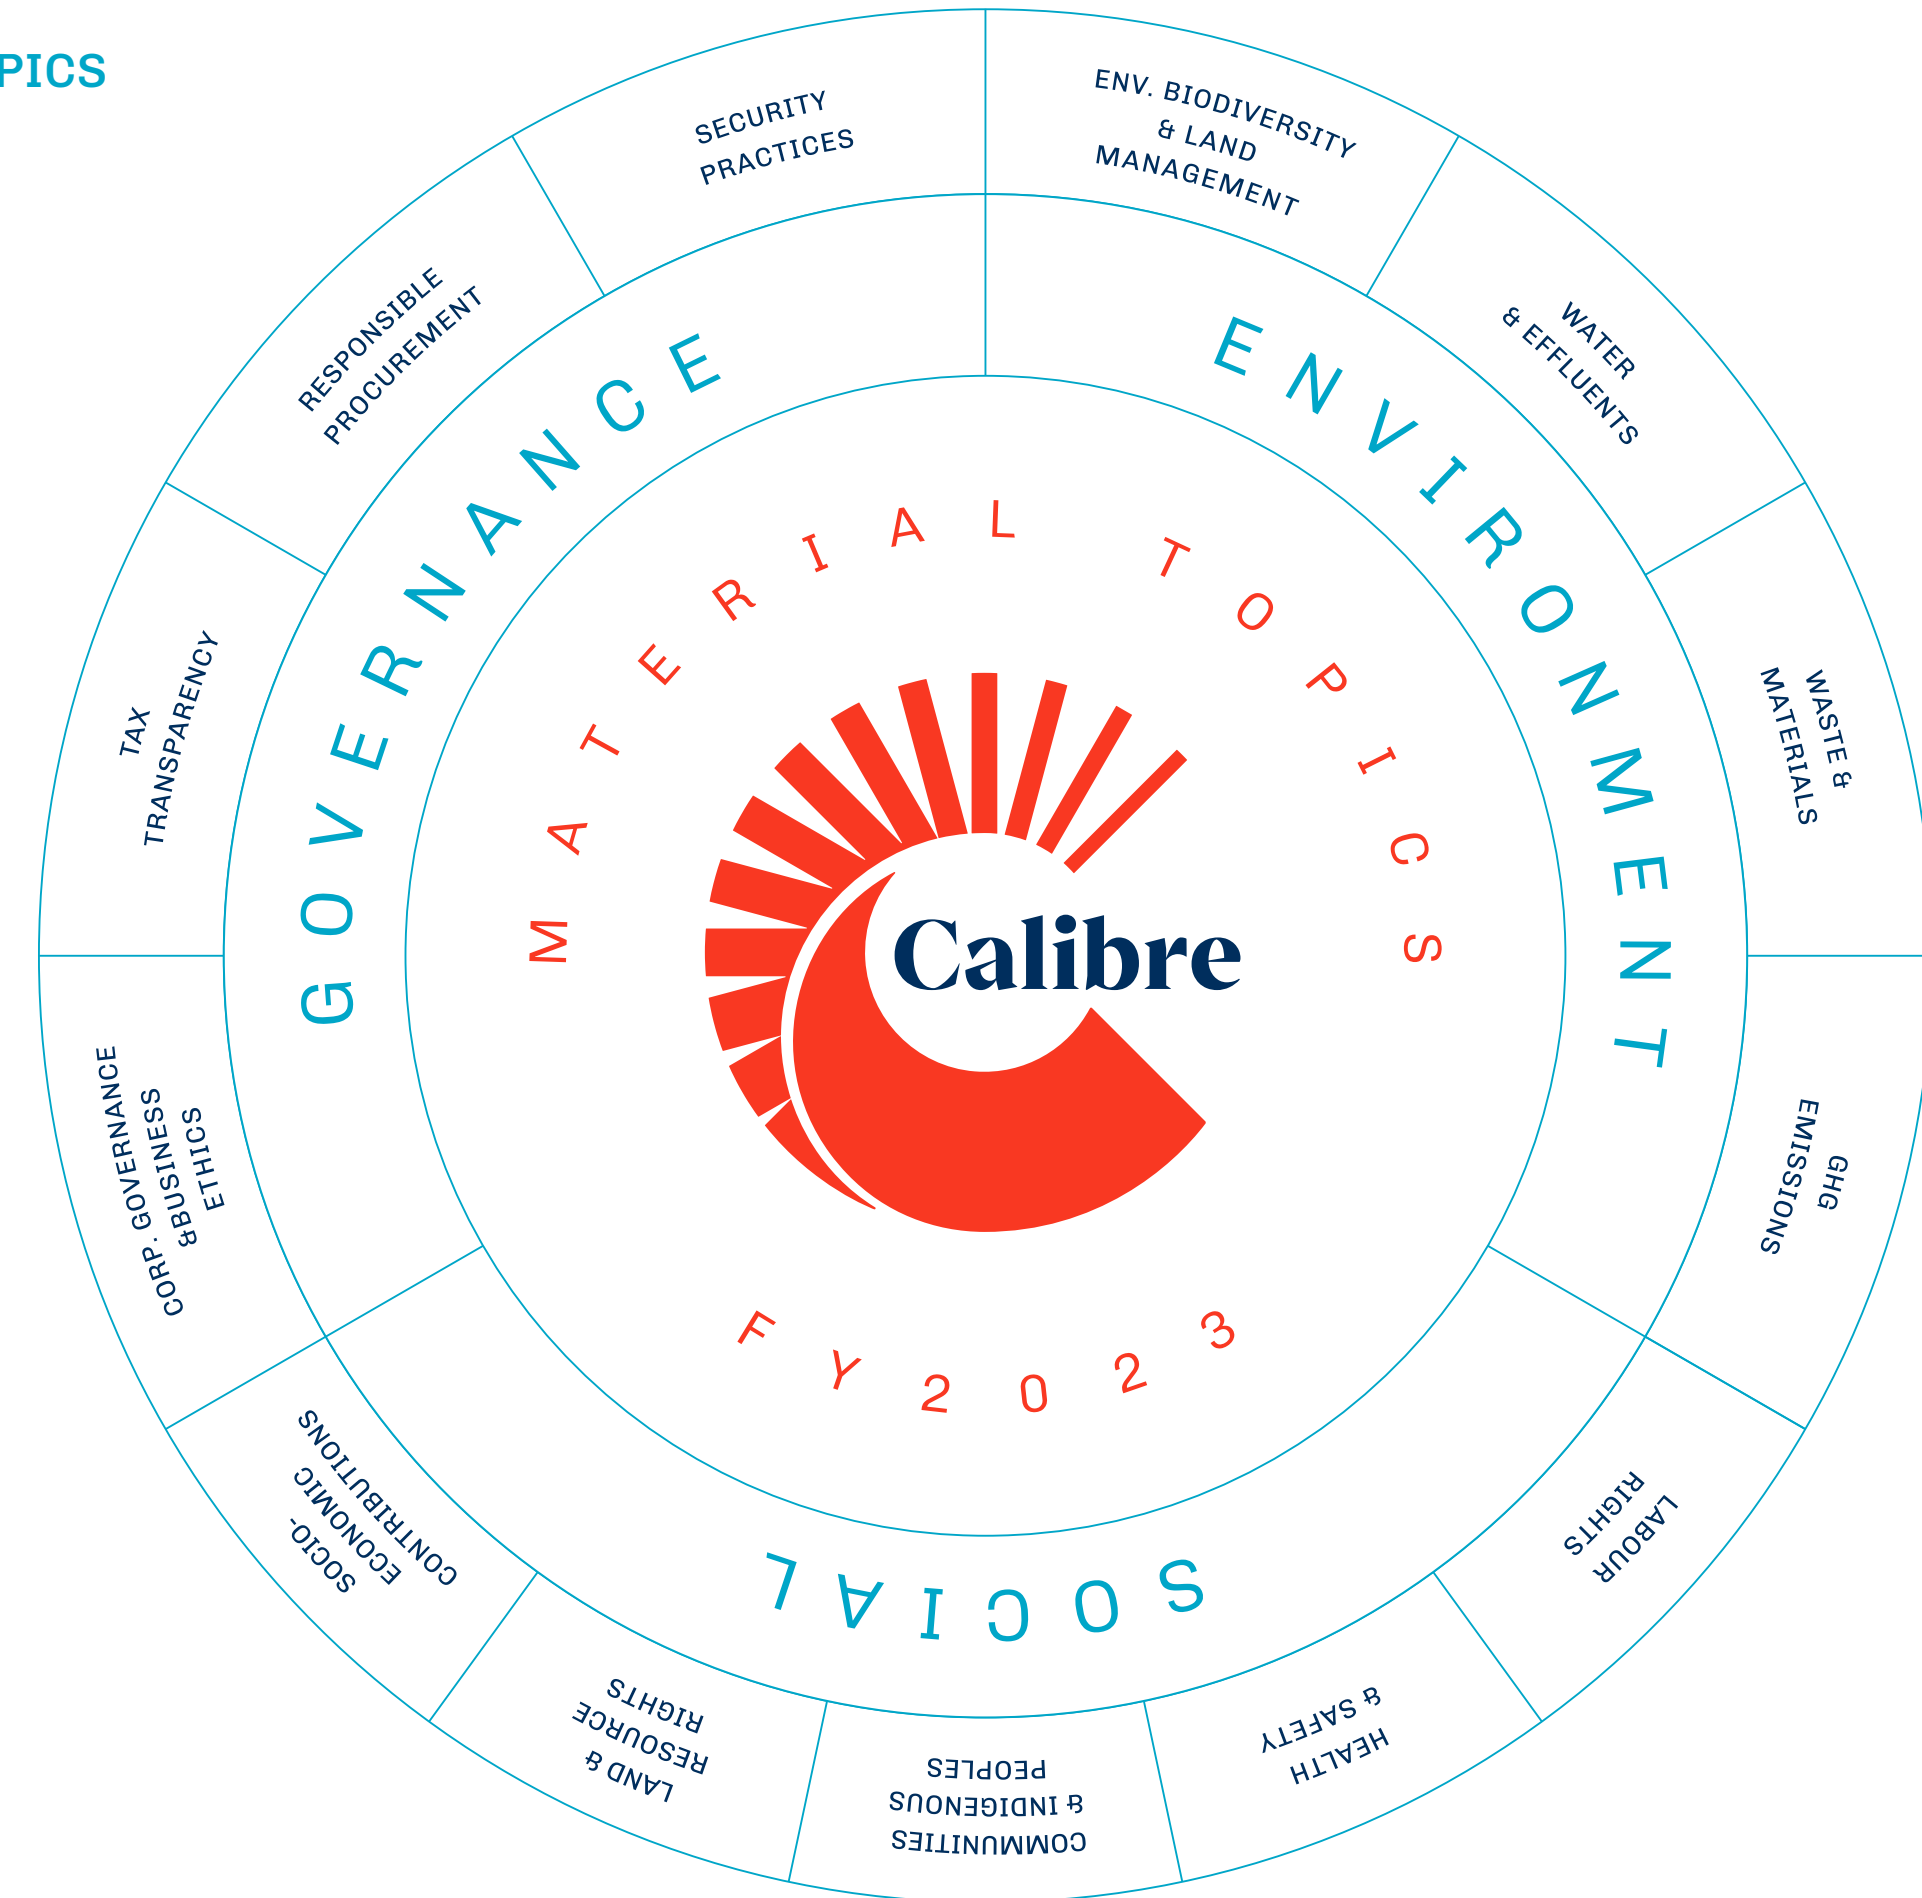 PICS
ENV. BIODIVERSITY
& LAND
MANAGEMENT
WATER
& EFFLUENTS
WASTE &
MATERIALS
GHG
EMISSIONS
LABOUR
RIGHTS
HEALTH
& SAFETY
COMMUNITIES
& INDIGENOUS
PEOPLES
LAND &
RESOURCE
RIGHTS
SOCIO-
ECONOMIC
CONTRIBUTIONS
CORP. GOVERNANCE
& BUSINESS
ETHICS
TAX
TRANSPARENCY
RESPONSIBLE
PROCUREMENT
SECURITY
PRACTICES
ENVIRONMENT
SOCIAL
GOVERNANCE
MATERIAL TOPICS
Calibre
FY2023